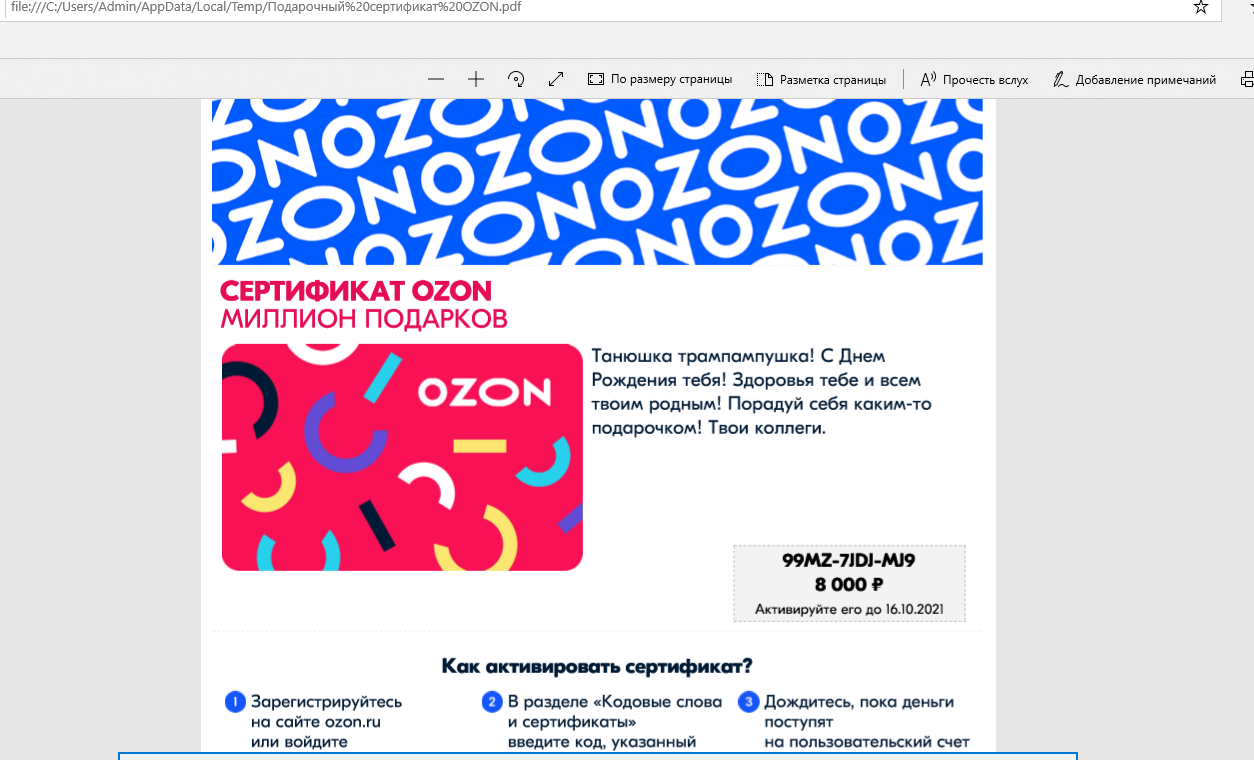 file:///C:/Users/Admin/AppData/Local/Temp/Подарочный%20сертификат%20OZON.pdf
По размеру страницы
Разметка страницы
Прочесть вслух
Добавление примечаний
СЕРТИФИКАТ OZON
МИЛЛИОН ПОДАРКОВ
OZON
Танюшка трампампушка! С Днем
Рождения тебя! Здоровья тебе и всем
твоим родным! Порадуй себя каким-то
подарочком! Твои коллеги.
99MZ-7JDJ-MJ9
8 000 ₽
Активируйте его до 16.10.2021
Как активировать сертификат?
1 Зарегистрируйтесь
на сайте ozon.ru
или войдите
2 В разделе «Кодовые слова
и сертификаты»
введите код, указанный
3 Дождитесь, пока деньги
поступят
на пользовательский счет